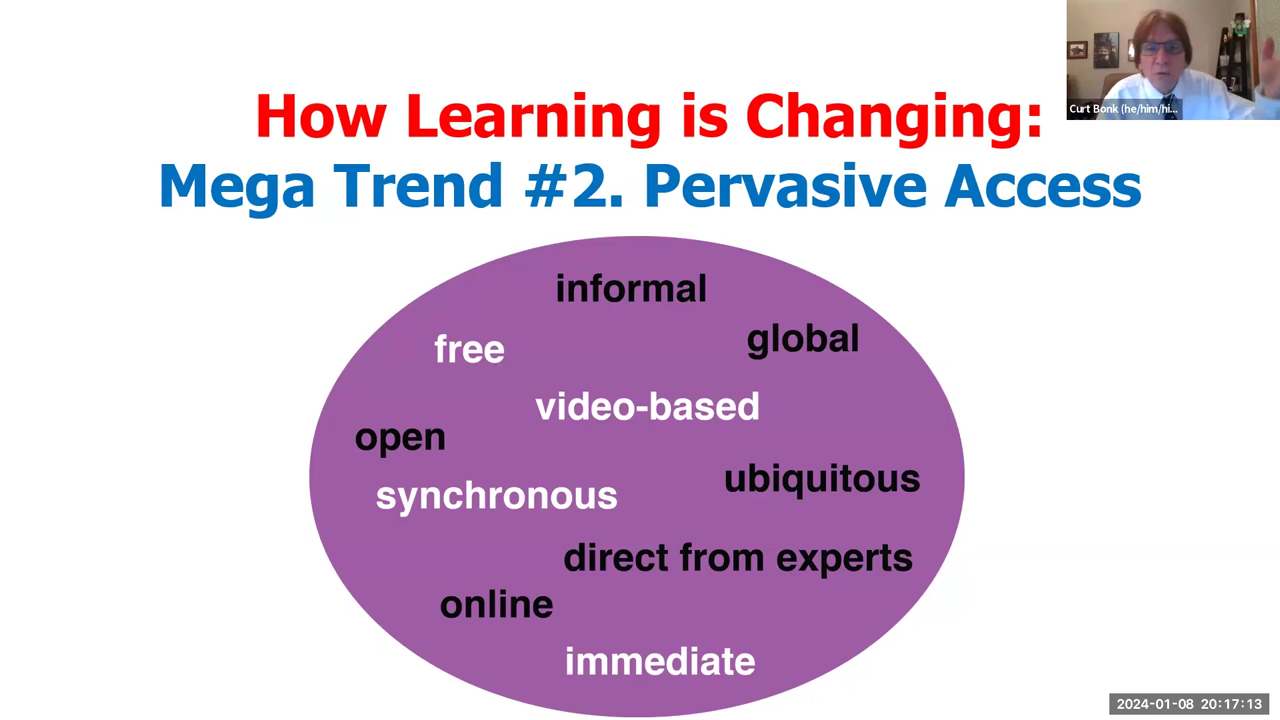 Curt Bonk (he/him/hi...
How Learning is Changing:
Mega Trend #2. Pervasive Access
informal
global
free
video-based
open
ubiquitous
synchronous
direct from experts
online
immediate
2024-01-08 20:17:13